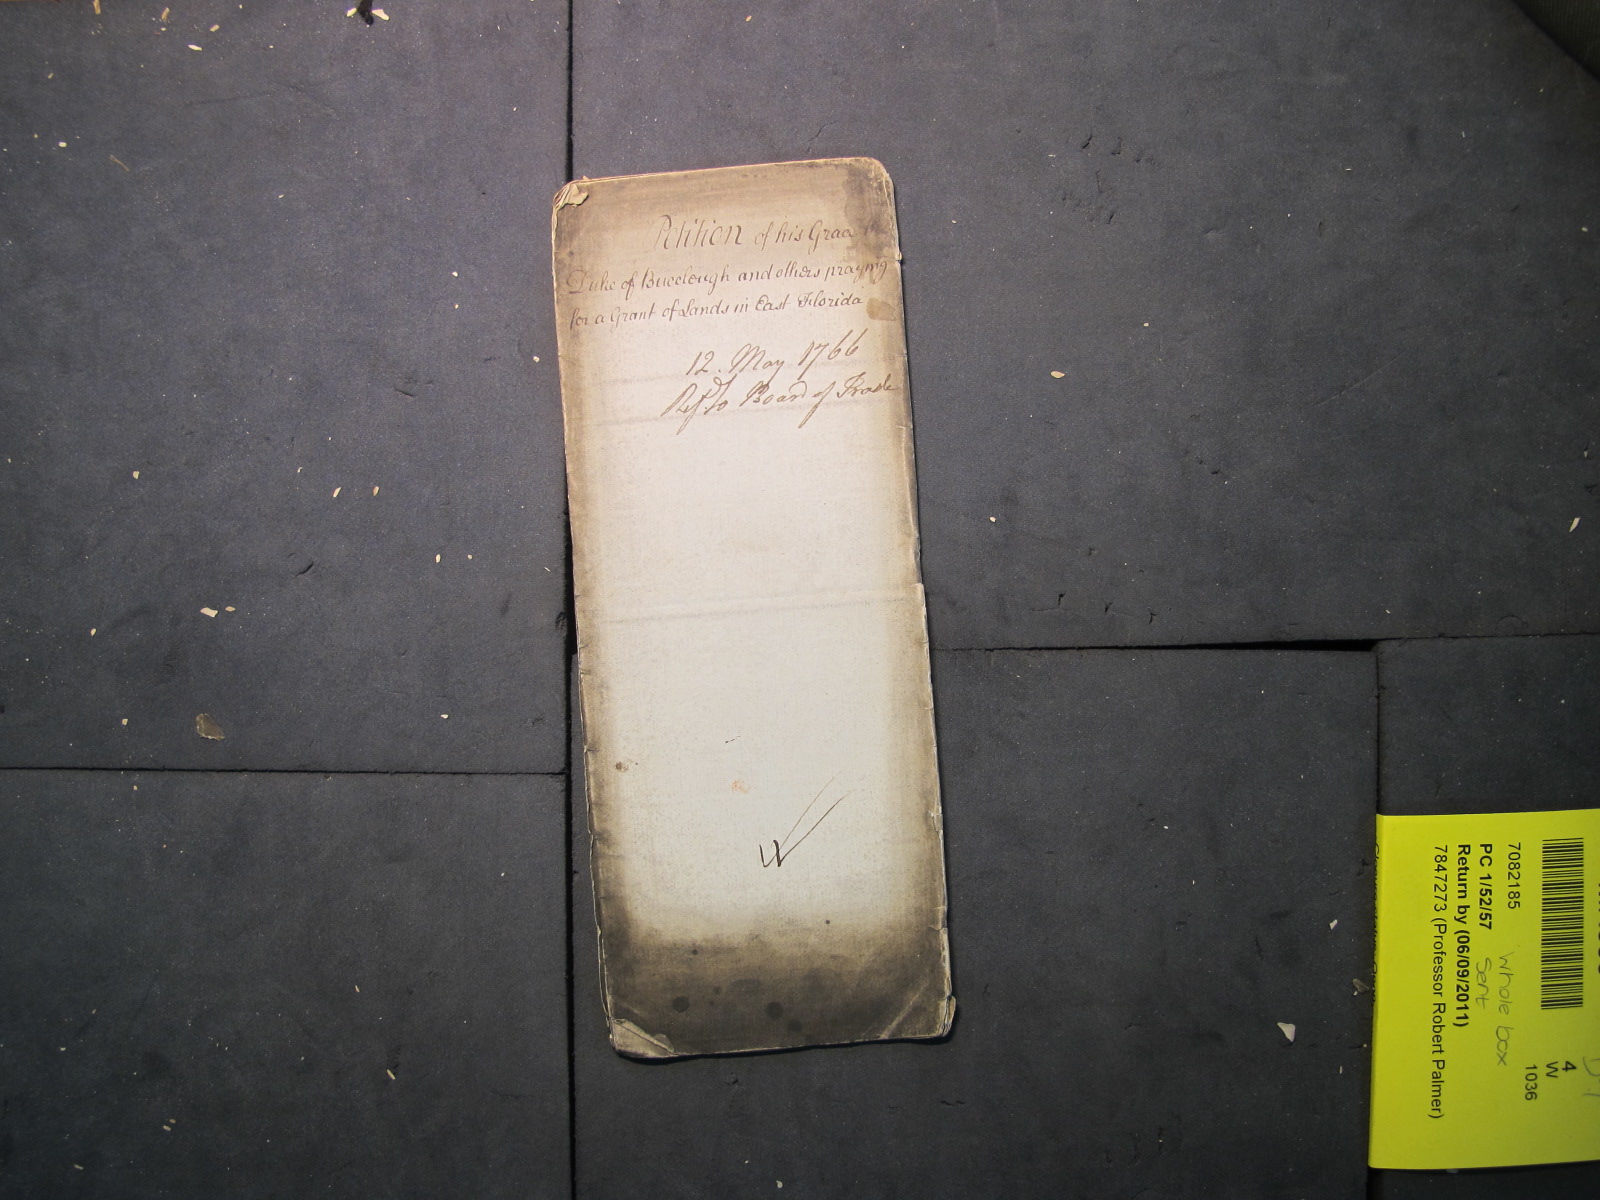 Petition of his Grace
Duke of Buccleugh and others praying
for a Grant of Lands in East Florida
12. May 1766
Ref.d to Board of Trade
W
7082185
PC 1/52/57
Return by (06/09/2011)
7847273 (Professor Robert Palmer)
Whole box
sent
4
W
1036